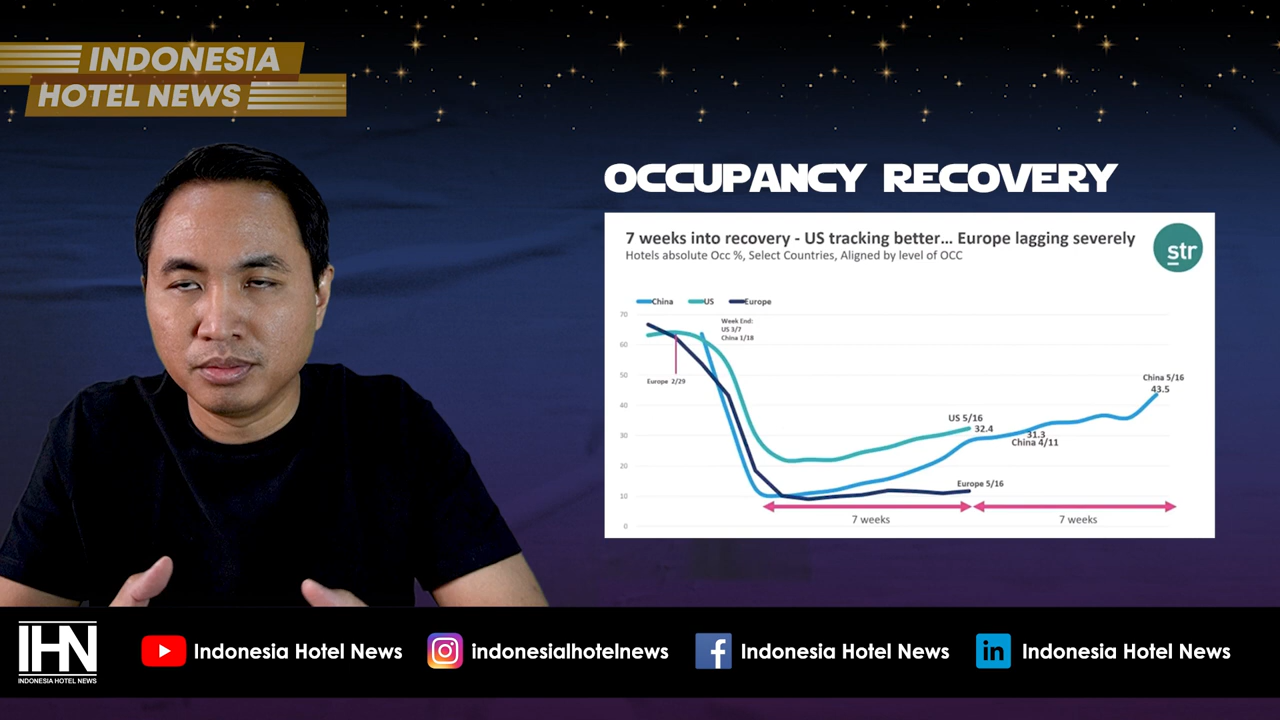 INDONESIA
HOTEL NEWS
OCCUPANCY RECOVERY
7 weeks into recovery - US tracking better... Europe lagging severely
Hotels absolute Occ %, Select Countries, Aligned by level of OCC
str
China US Europe
Week End:
US 3/7
China 1/18
70
60
50
40
30
20
10
0
Europe 2/29
US 5/16
32.4
31.3
China 4/11
China 5/16
43.5
Europe 5/16
7 weeks
7 weeks
IHN
INDONESIA HOTEL NEWS
Indonesia Hotel News
indonesialhotelnews
Indonesia Hotel News
in
Indonesia Hotel News